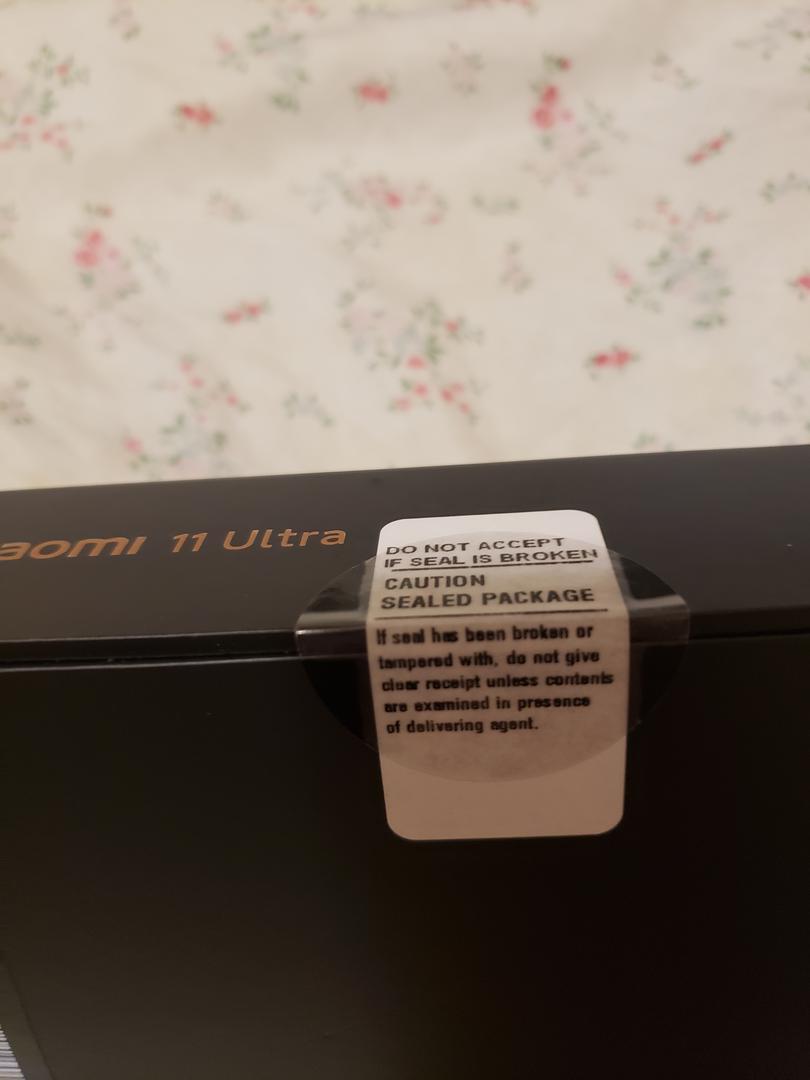 aomi 11 Ultra
DO NOT ACCEPT
IF SEAL IS BROKEN
CAUTION
SEALED PACKAGE
If seal has been broken or
tampered with, do not give
clear receipt unless contents
are examined in presence
of delivering agent.